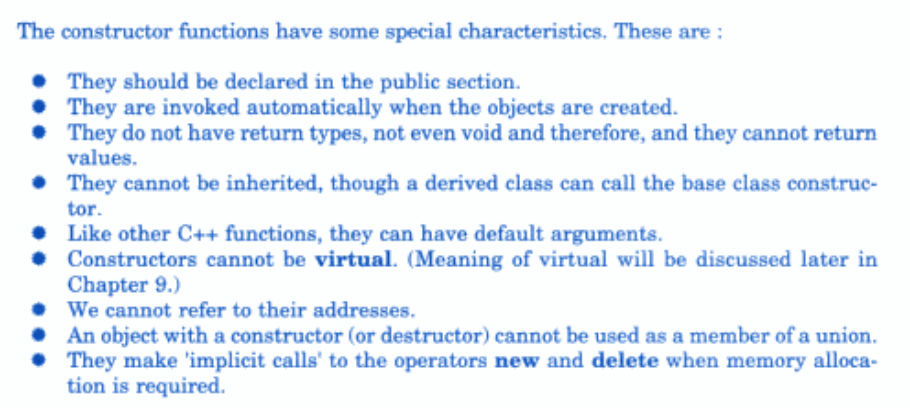 The constructor functions have some special characteristics. These are :
● They should be declared in the public section.
● They are invoked automatically when the objects are created.
● They do not have return types, not even void and therefore, and they cannot return
values.
● They cannot be inherited, though a derived class can call the base class construc-
tor.
● Like other C++ functions, they can have default arguments.
● Constructors cannot be virtual. (Meaning of virtual will be discussed later in
Chapter 9.)
● We cannot refer to their addresses.
● An object with a constructor (or destructor) cannot be used as a member of a union.
● They make 'implicit calls' to the operators new and delete when memory alloca-
tion is required.